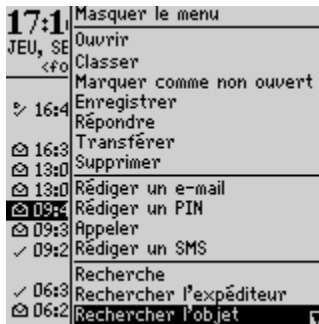 17:1
Masquer le menu
JEU, SE
Ouvrir
<fo
Classer
Marquer comme non ouvert
16:4
Enregistrer
Répondre
16:3
Transférer
13:0
Supprimer
13:0
Rédiger un e-mail
09:4
Rédiger un PIN
09:3
Appeler
09:2
Rédiger un SMS
Recherche
06:3
Rechercher l'expéditeur
06:2
Rechercher l'objet